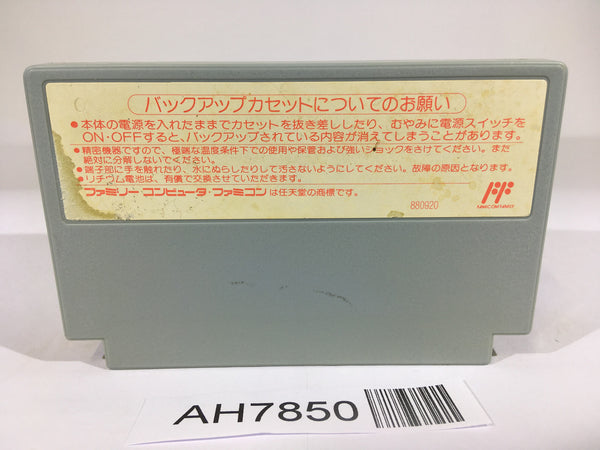 バックアップカセットについてのお願い
●本体の電源を入れたままでカセットを抜き差ししたり、むやみに電源スイッチを
ON・OFFすると、バックアップされている内容が消えてしまうことがあります。
●精密機器ですので、極端な温度条件下での使用や保管および強いショックをさけてください。また
絶対に分解しないでください。
●端子部に手を触れたり、水にぬらしたりして汚さないようにしてください。故障の原因となります。
●リチウム電池は、有償で交換させていただきます。
ファミリーコンピュータ・ファミコンは任天堂の商標です。
880920
FAMICOM FAMILY
AH7850